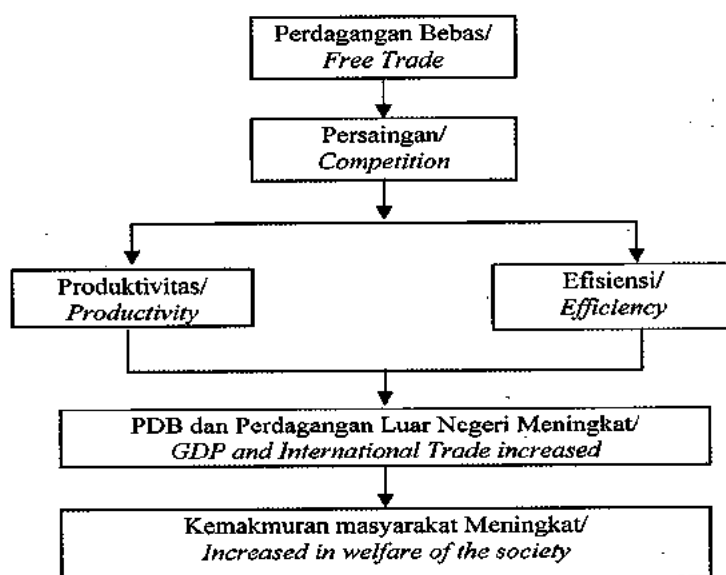 Perdagangan Bebas/
Free Trade
Persaingan/
Competition
Produktivitas/
Productivity
Efisiensi/
Efficiency
PDB dan Perdagangan Luar Negeri Meningkat/
GDP and International Trade increased
Kemakmuran masyarakat Meningkat/
Increased in welfare of the society